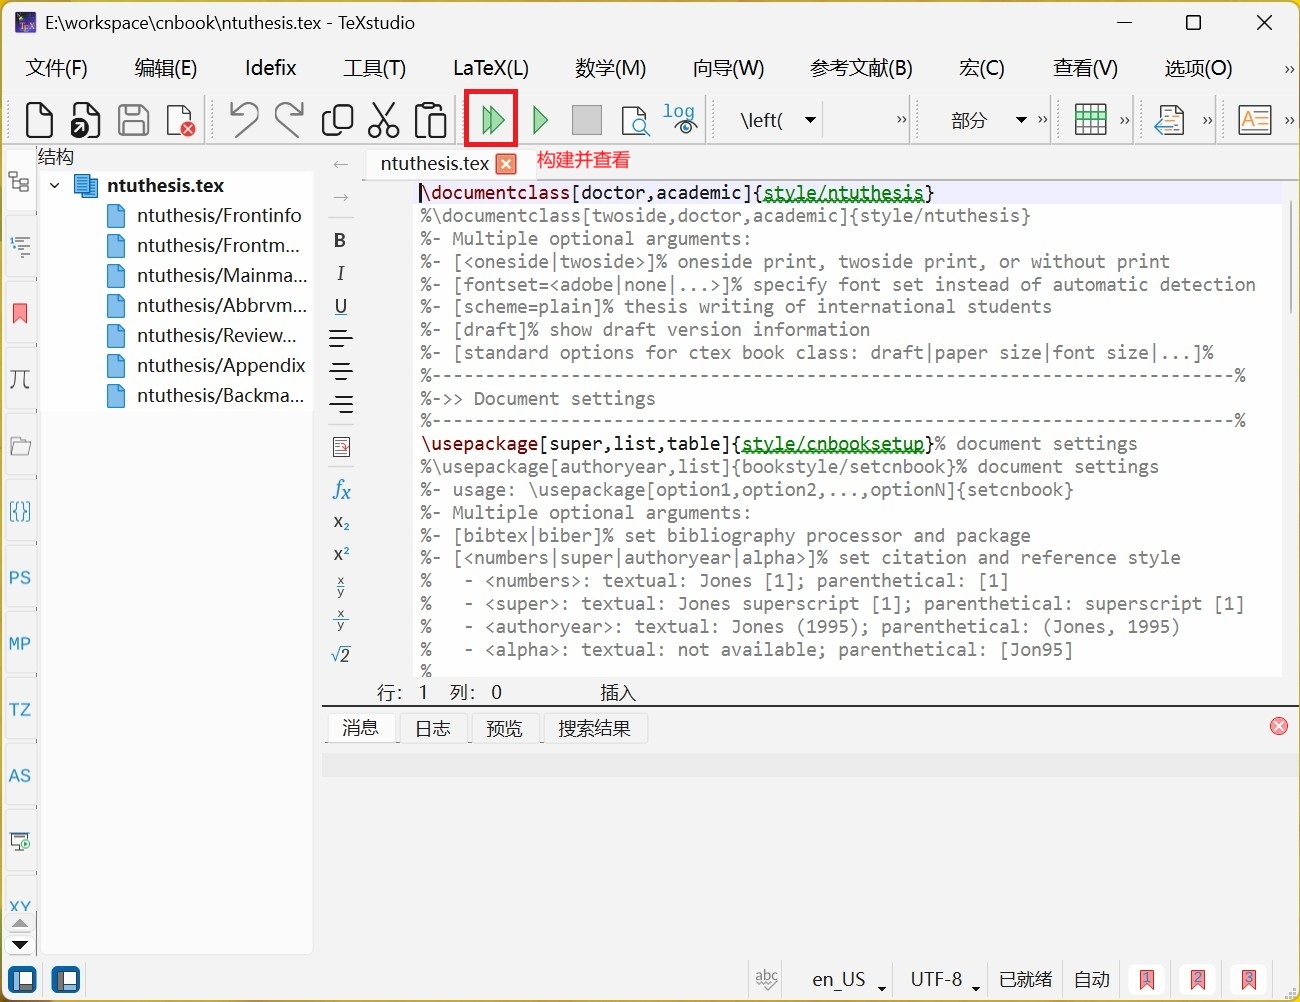 E:\workspace\cnbook\ntuthesis.tex - TeXstudio
文件(F) 编辑(E) Idefix 工具(T) LaTeX(L) 数学(M) 向导(W) 参考文献(B) 宏(C) 查看(V) 选项(O) »
log \left( » 部分 » » » »
结构
ntuthesis.tex
ntuthesis/Frontinfo
ntuthesis/Frontm...
ntuthesis/Mainma...
ntuthesis/Abbrvm...
ntuthesis/Review...
ntuthesis/Appendix
ntuthesis/Backma...
π
{}
PS
MP
TZ
AS
XY
B
I
U
fx
x₂
x²
x/y
x/y
√2
ntuthesis.tex 构建并查看
\documentclass[doctor,academic]{style/ntuthesis}
%\documentclass[twoside,doctor,academic]{style/ntuthesis}
%- Multiple optional arguments:
%- [<oneside|twoside>]% oneside print, twoside print, or without print
%- [fontset=<adobe|none|...>]% specify font set instead of automatic detection
%- [scheme=plain]% thesis writing of international students
%- [draft]% show draft version information
%- [standard options for ctex book class: draft|paper size|font size|...]%
%---------------------------------------------------------------------------%
%->> Document settings
%---------------------------------------------------------------------------%
\usepackage[super,list,table]{style/cnbooksetup}% document settings
%\usepackage[authoryear,list]{bookstyle/setcnbook}% document settings
%- usage: \usepackage[option1,option2,...,optionN]{setcnbook}
%- Multiple optional arguments:
%- [bibtex|biber]% set bibliography processor and package
%- [<numbers|super|authoryear|alpha>]% set citation and reference style
%   - <numbers>: textual: Jones [1]; parenthetical: [1]
%   - <super>: textual: Jones superscript [1]; parenthetical: superscript [1]
%   - <authoryear>: textual: Jones (1995); parenthetical: (Jones, 1995)
%   - <alpha>: textual: not available; parenthetical: [Jon95]
%
行: 1 列: 0 插入
消息 日志 预览 搜索结果
abc en_US UTF-8 已就绪 自动 1 2 3